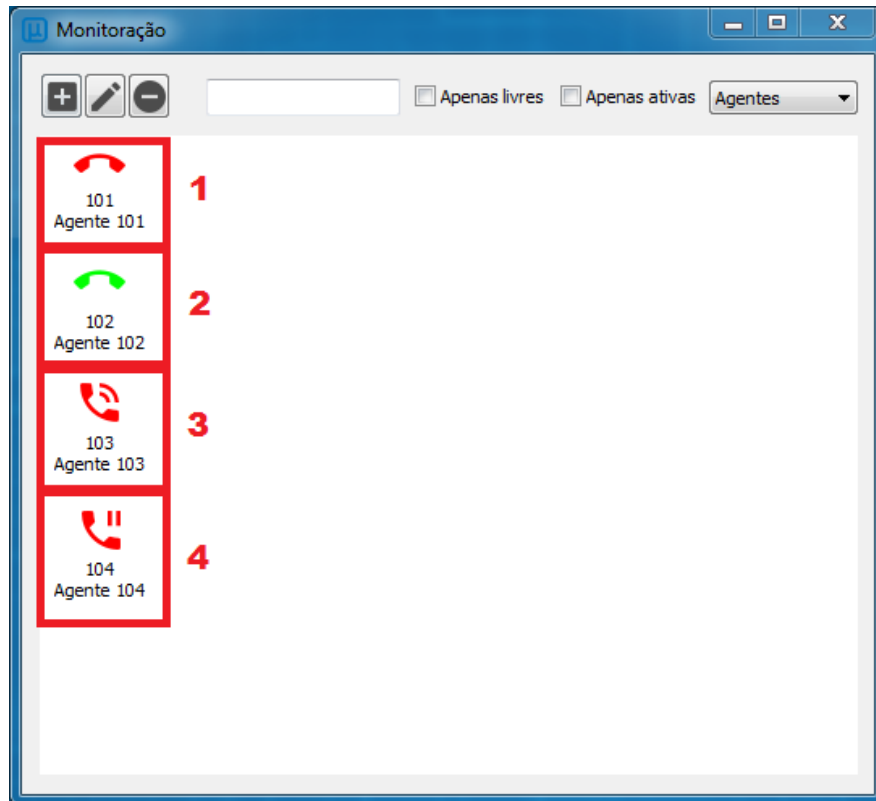 µ Monitoração
Apenas livres Apenas ativas Agentes
101
Agente 101
1
102
Agente 102
2
103
Agente 103
3
104
Agente 104
4